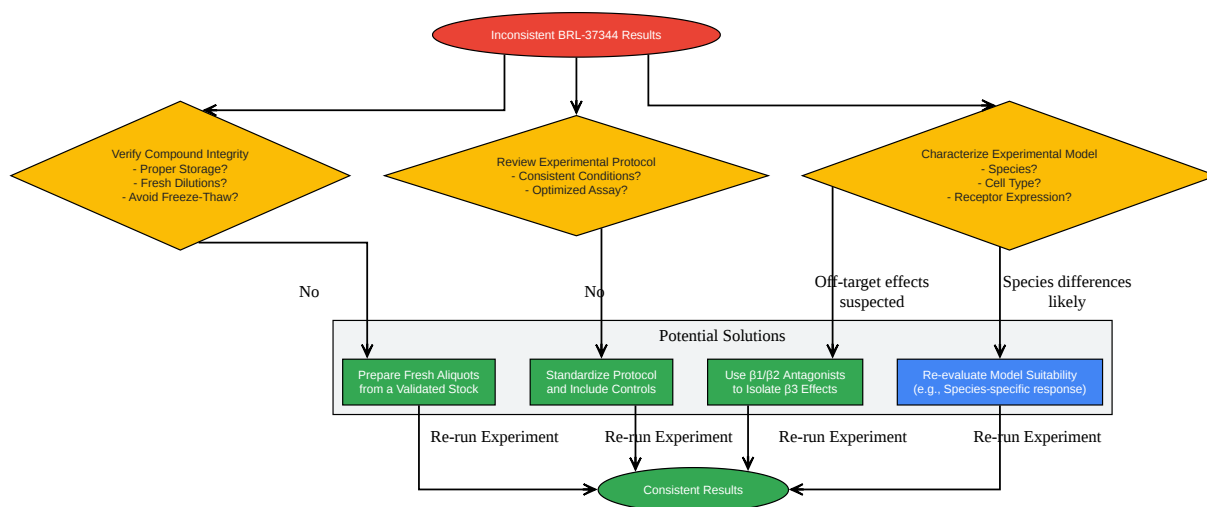 Inconsistent BRL-37344 Results
Verify Compound Integrity
- Proper Storage?
- Fresh Dilutions?
- Avoid Freeze-Thaw?
Review Experimental Protocol
- Consistent Conditions?
- Optimized Assay?
Characterize Experimental Model
- Species?
- Cell Type?
- Receptor Expression?
No
No
Off-target effects
suspected
Species differences
likely
Potential Solutions
Prepare Fresh Aliquots
from a Validated Stock
Standardize Protocol
and Include Controls
Use β1/β2 Antagonists
to Isolate β3 Effects
Re-evaluate Model Suitability
(e.g., Species-specific response)
Re-run Experiment
Re-run Experiment
Re-run Experiment
Re-run Experiment
Consistent Results